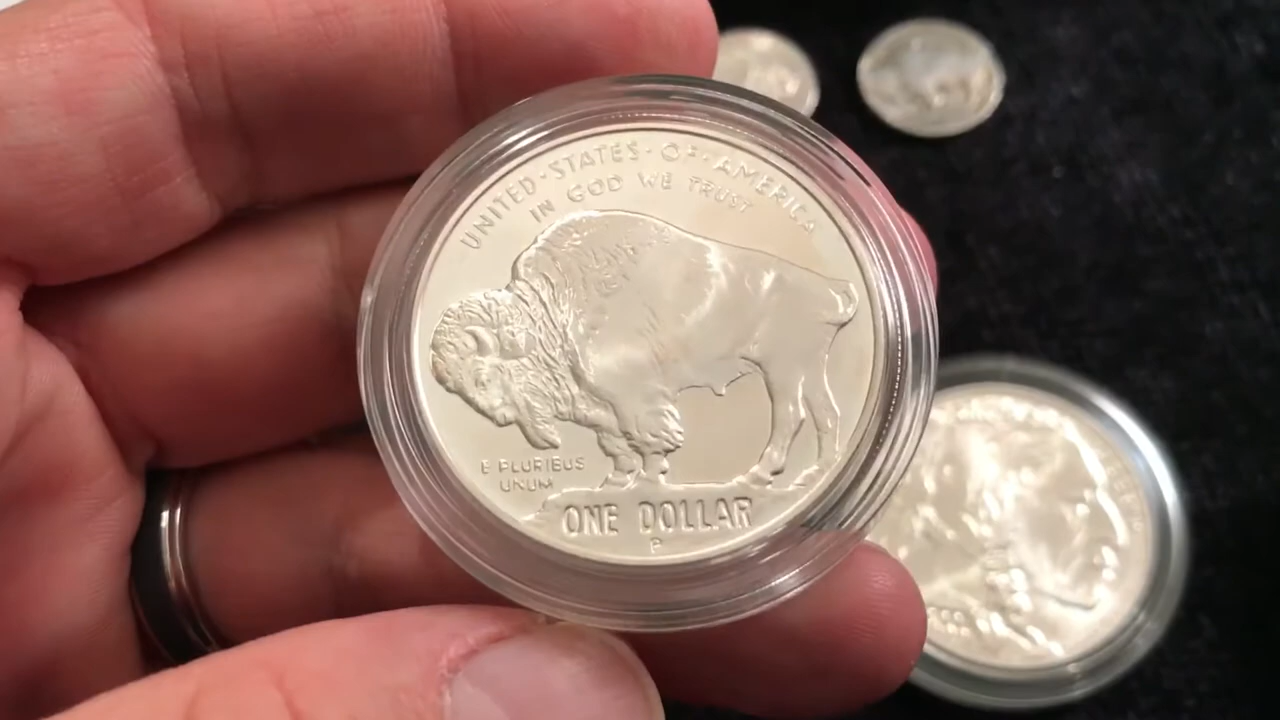 UNITED·STATES·OF·AMERICA
IN GOD WE TRUST
E PLURIBUS
UNUM
ONE DOLLAR
P